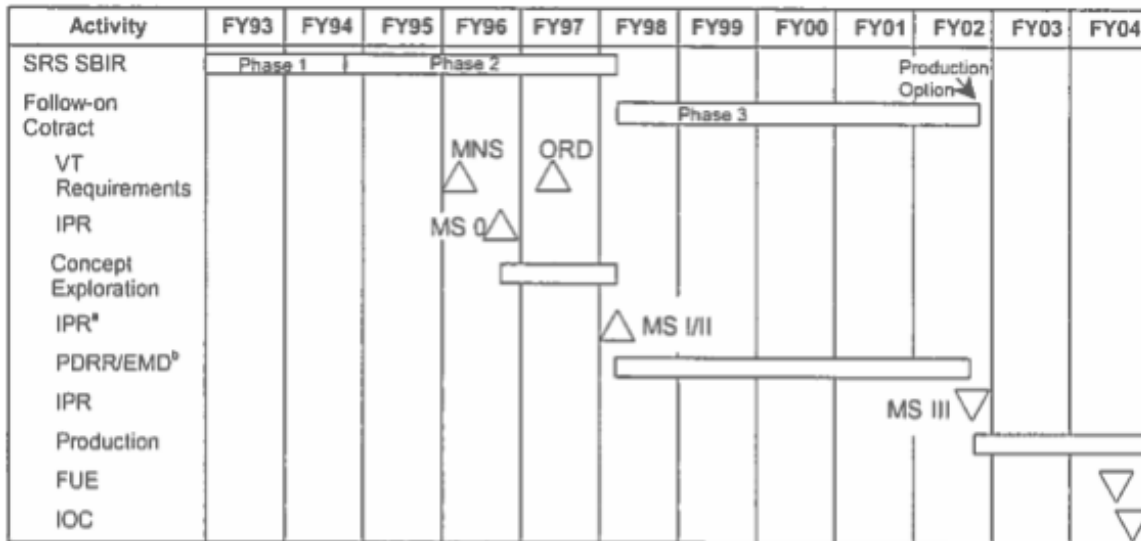 Activity FY93 FY94 FY95 FY96 FY97 FY98 FY99 FY00 FY01 FY02 FY03 FY04
SRS SBIR Phase 1 Phase 2
Production
Option
Follow-on
Cotract
Phase 3
VT
Requirements
MNS ORD
IPR MS 0
Concept
Exploration
IPRª MS I/II
PDRR/EMDᵇ
IPR MS III
Production
FUE
IOC